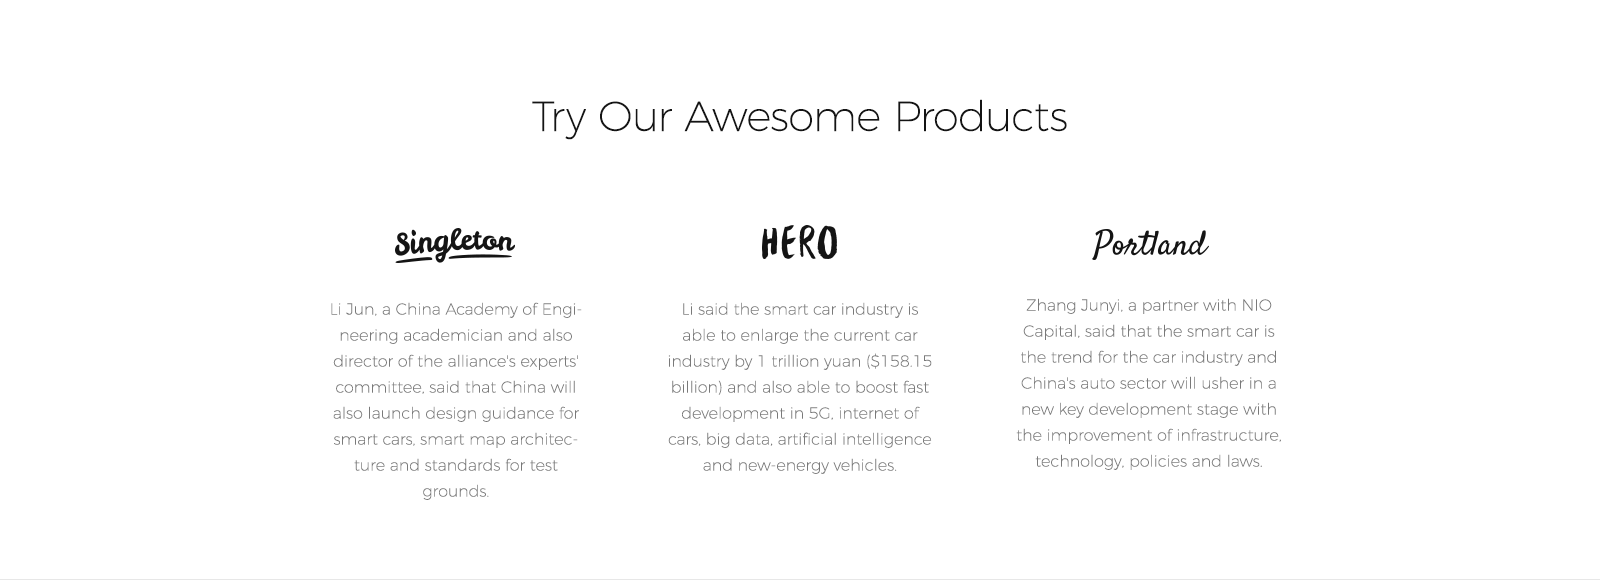 Try Our Awesome Products
Singleton
Li Jun, a China Academy of Engi-
neering academician and also
director of the alliance's experts'
committee, said that China will
also launch design guidance for
smart cars, smart map architec-
ture and standards for test
grounds.
HERO
Li said the smart car industry is
able to enlarge the current car
industry by 1 trillion yuan ($158.15
billion) and also able to boost fast
development in 5G, internet of
cars, big data, artificial intelligence
and new-energy vehicles.
Portland
Zhang Junyi, a partner with NIO
Capital, said that the smart car is
the trend for the car industry and
China's auto sector will usher in a
new key development stage with
the improvement of infrastructure,
technology, policies and laws.